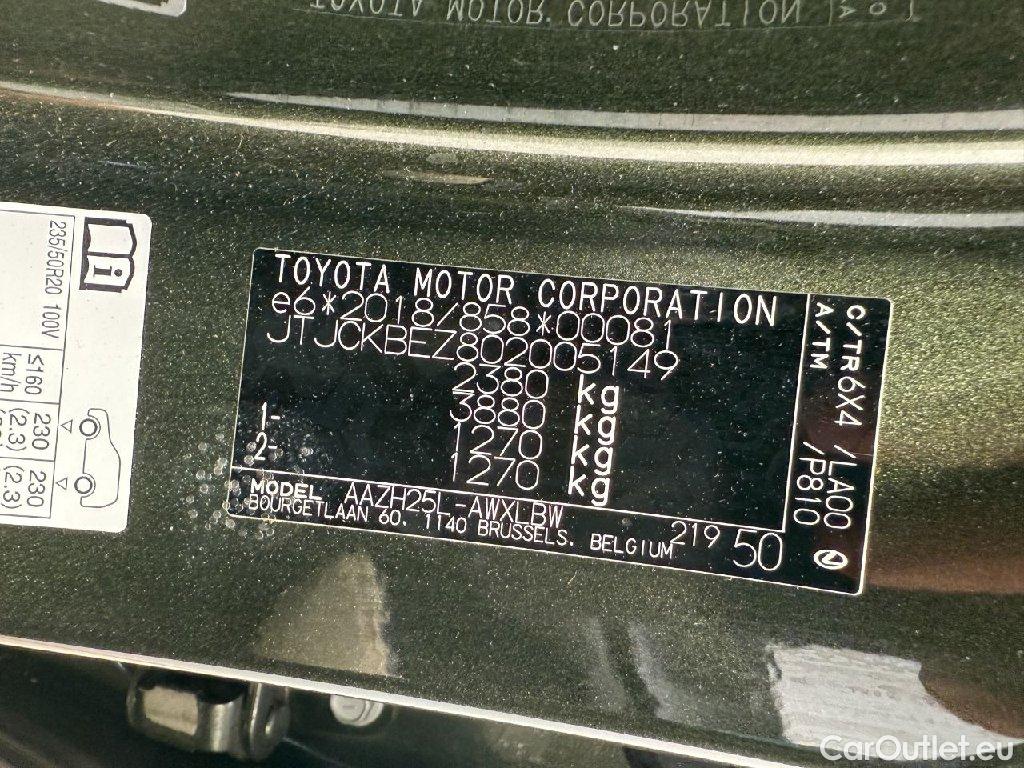 TOYOTA MOTOR CORPORATION
235/50R20 100V
≤160 km/h
230 (2.3)
230 (2.3)
TOYOTA MOTOR CORPORATION
e6*2018/858*00081
JTJCKBEZ802005149
2380 kg
3880 kg
1- 1270 kg
2- 1270 kg
MODEL AAZH25L-AWXLBW
BOURGETLAAN 60. 1140 BRUSSELS. BELGIUM 219 50
C/TR 6X4 /LA00
A/TM /P810
CarOutlet.eu